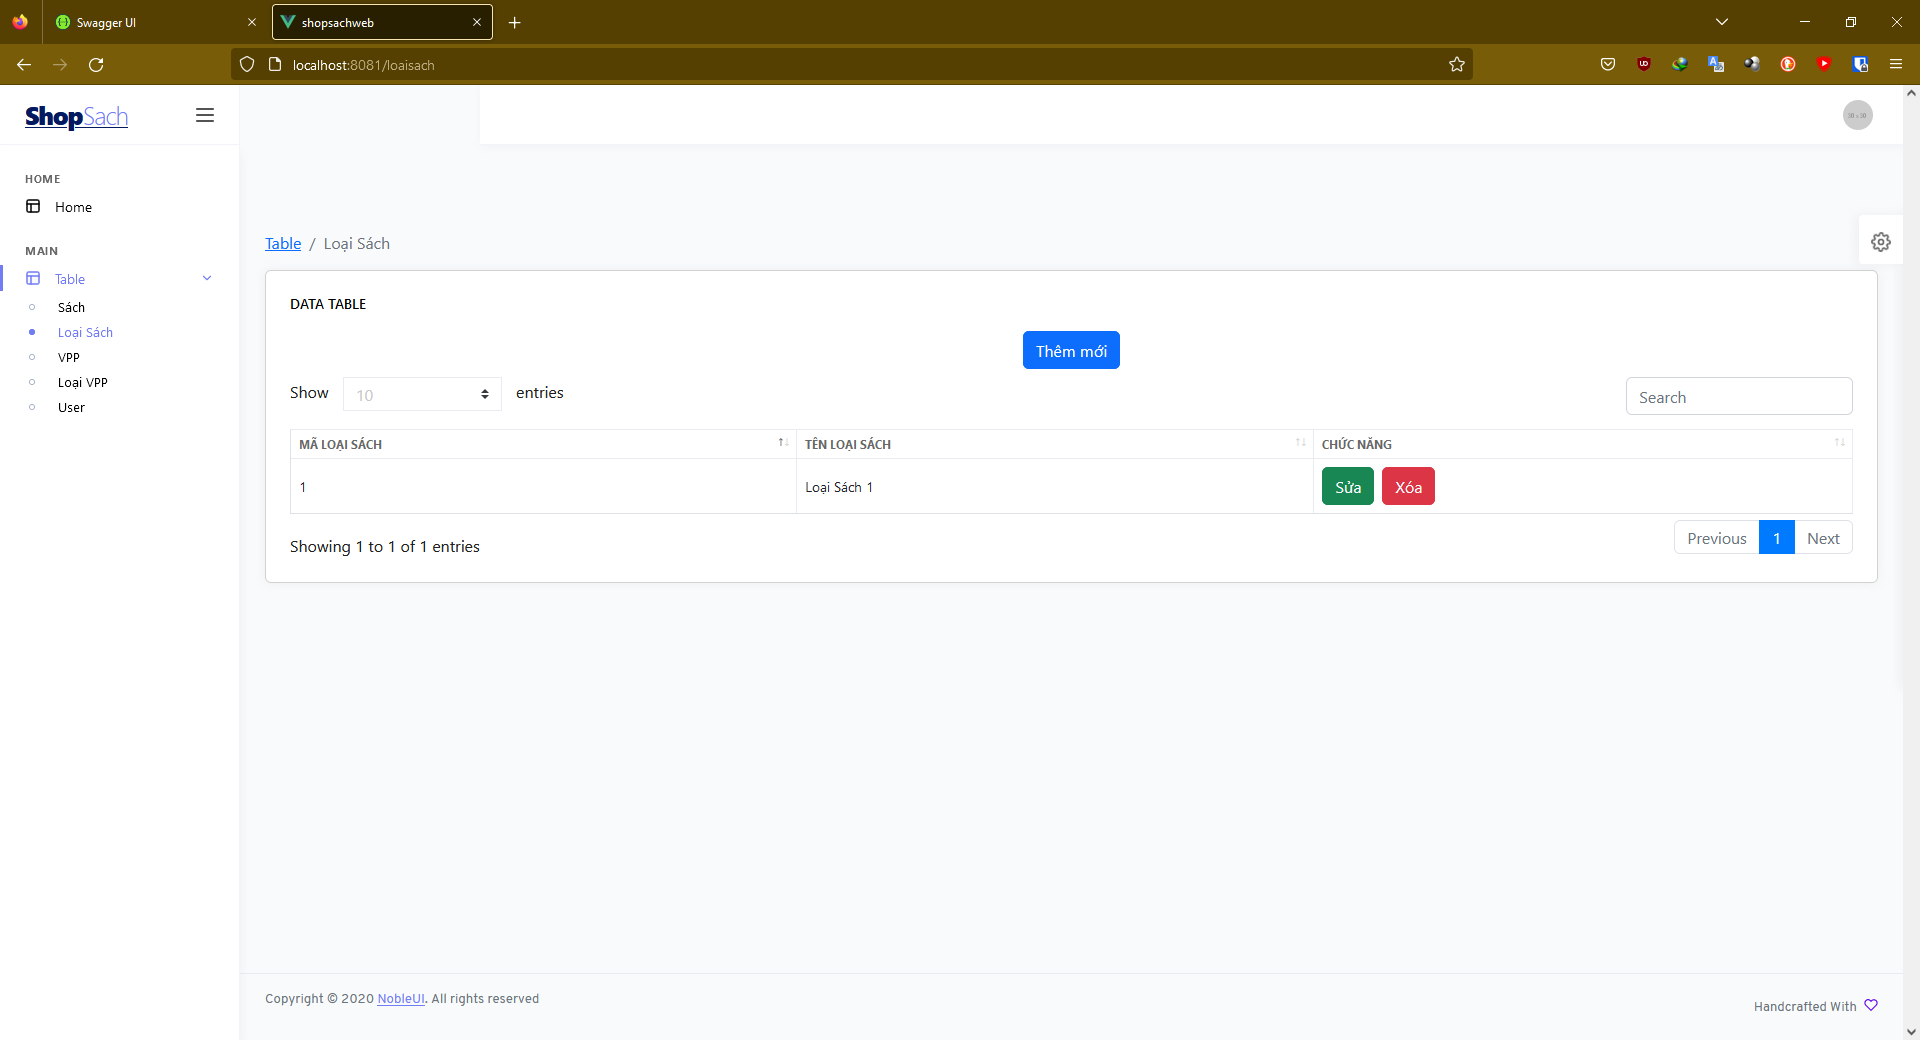 Swagger UI
shopsachweb
localhost:8081/loaisach
ShopSach
HOME
Home
MAIN
Table
Sách
Loại Sách
VPP
Loại VPP
User
Table / Loại Sách
DATA TABLE
Thêm mới
Show 10 entries
Search
MÃ LOẠI SÁCH TÊN LOẠI SÁCH CHỨC NĂNG
1 Loại Sách 1 Sửa Xóa
Showing 1 to 1 of 1 entries
Previous 1 Next
Copyright © 2020 NobleUI. All rights reserved
Handcrafted With